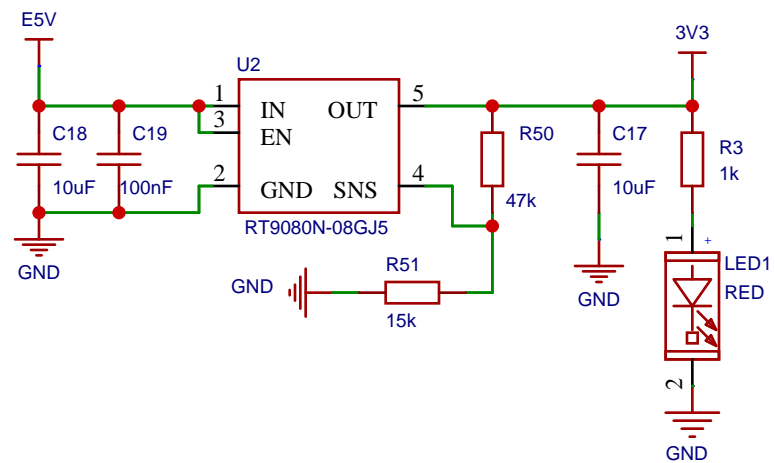 E5V
3V3
U2
1
IN
OUT
5
3
EN
C18
C19
R50
C17
R3
10uF
100nF
2
GND
SNS
4
47k
10uF
1k
RT9080N-08GJ5
GND
GND
R51
15k
GND
1
+
LED1
RED
2
GND